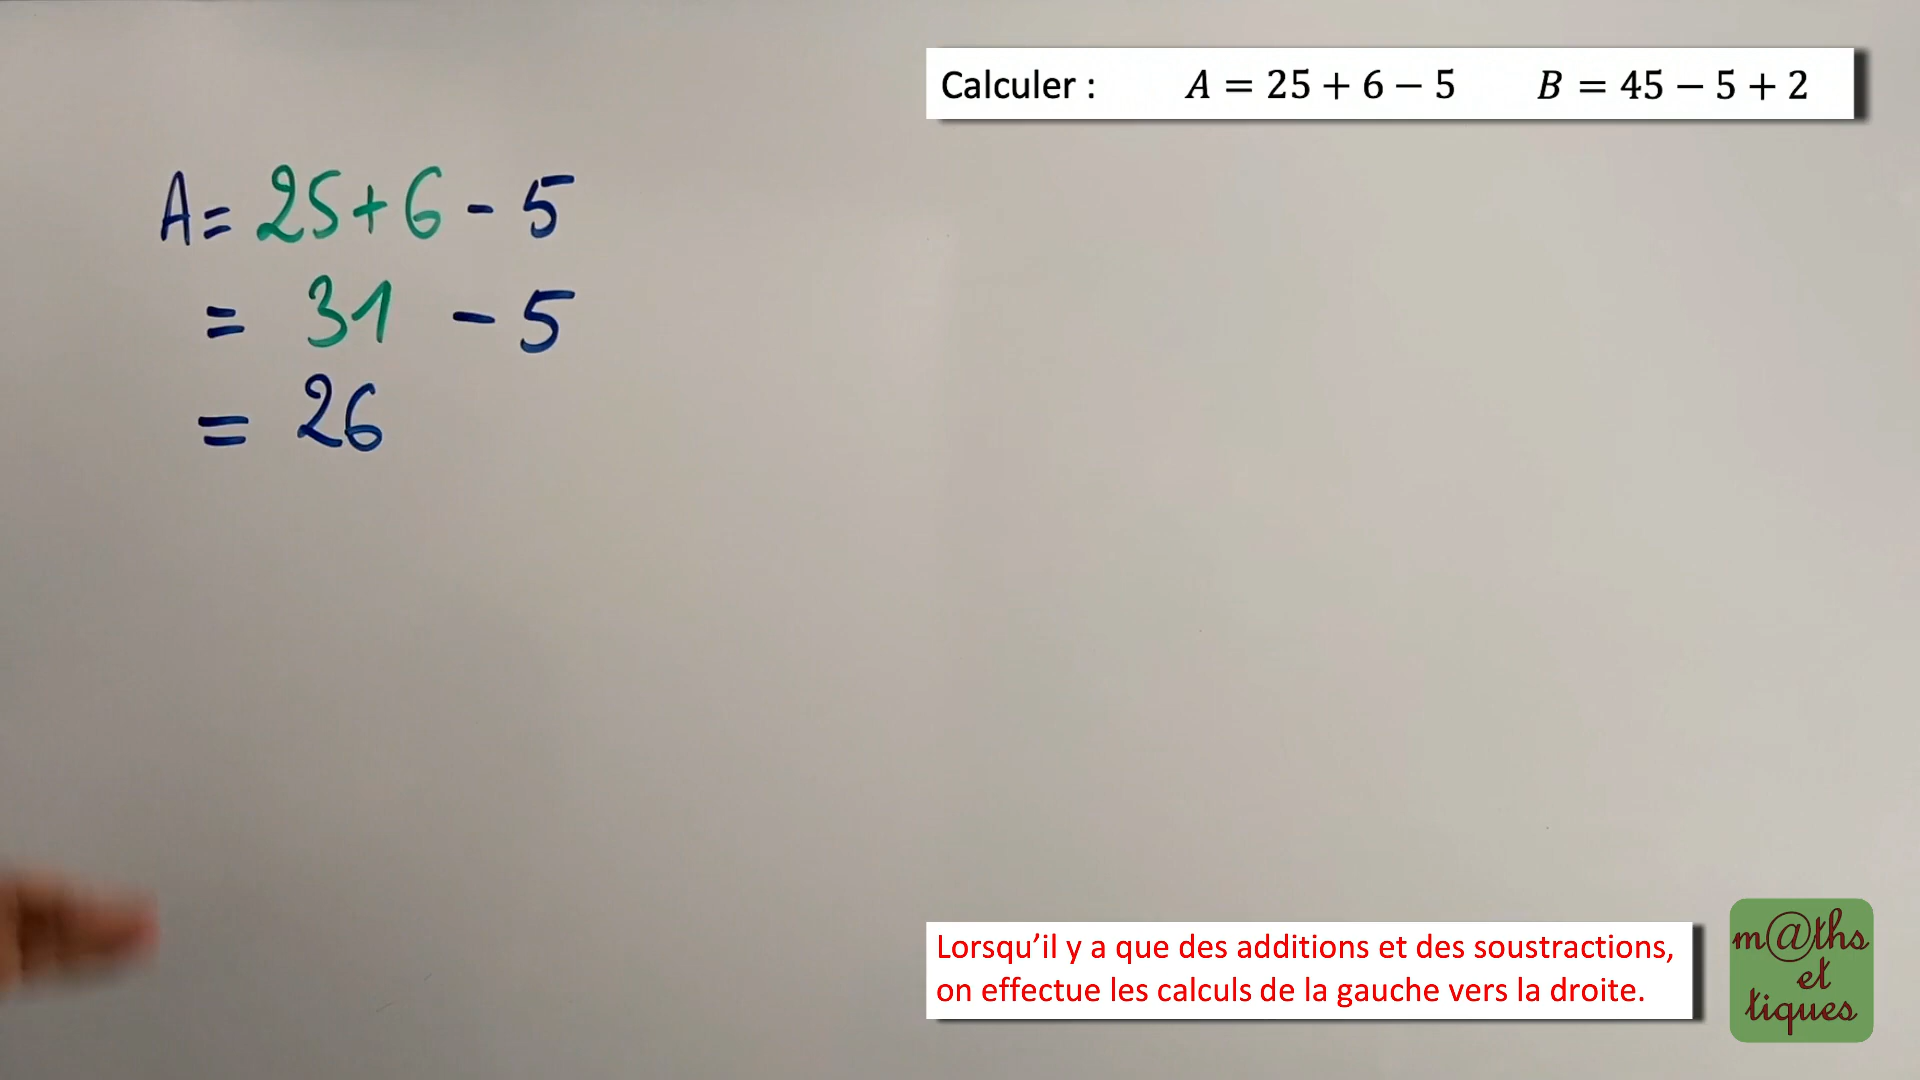 Calculer : A = 25 + 6 − 5 B = 45 − 5 + 2
A = 25 + 6 - 5
= 31 - 5
= 26
Lorsqu’il y a que des additions et des soustractions,
on effectue les calculs de la gauche vers la droite.
m@ths
et
tiques